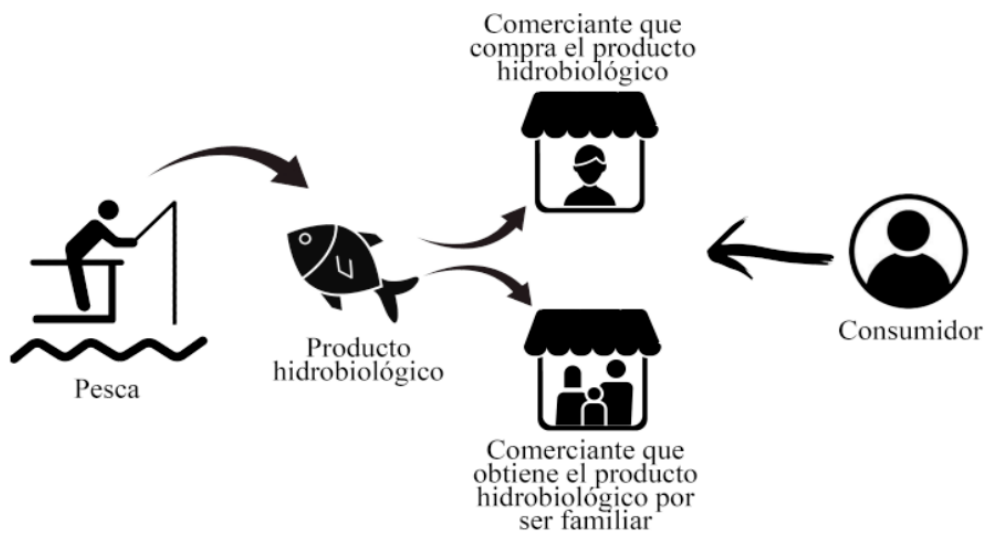 Comerciante que
compra el producto
hidrobiológico
Pesca
Producto
hidrobiológico
Consumidor
Comerciante que
obtiene el producto
hidrobiológico por
ser familiar